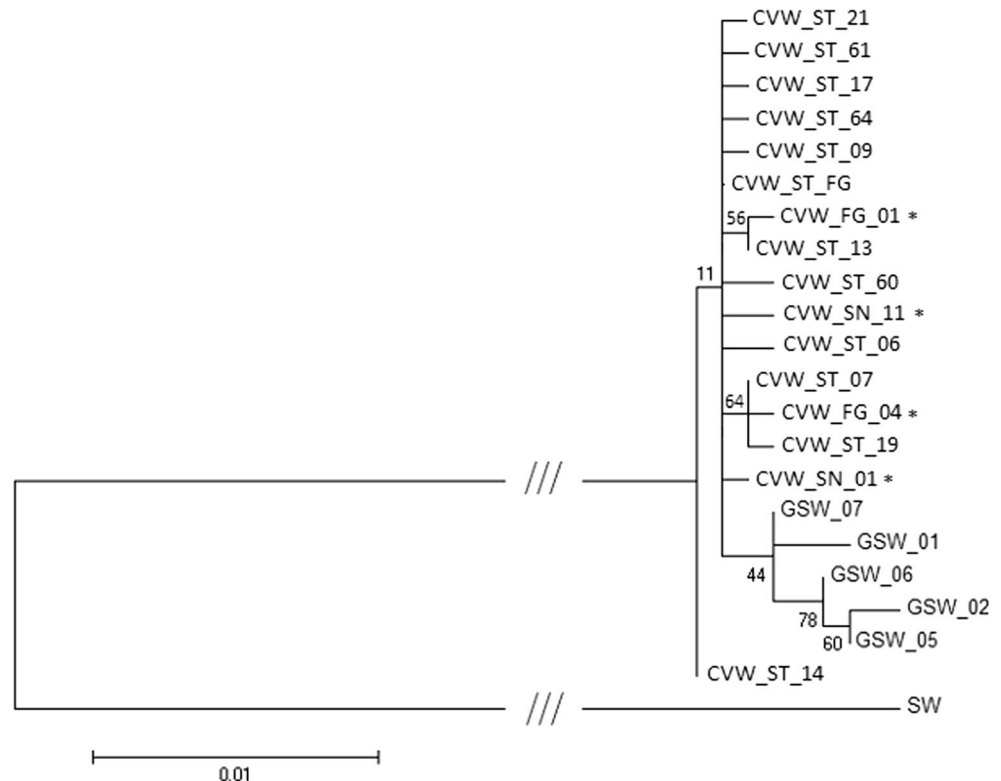 CVW_ST_21
CVW_ST_61
CVW_ST_17
CVW_ST_64
CVW_ST_09
CVW_ST_FG
56
CVW_FG_01 *
CVW_ST_13
11
CVW_ST_60
CVW_SN_11 *
CVW_ST_06
CVW_ST_07
64
CVW_FG_04 *
CVW_ST_19
CVW_SN_01 *
GSW_07
GSW_01
44
GSW_06
GSW_02
78
60
GSW_05
CVW_ST_14
SW
0.01